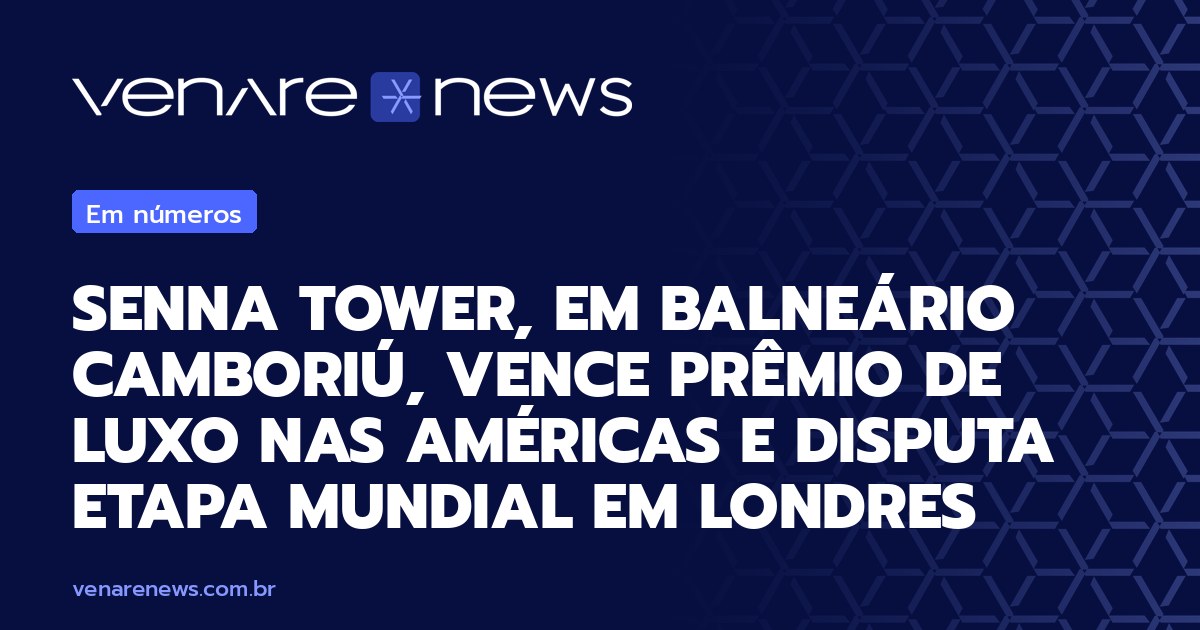 venare news
Em números
SENNA TOWER, EM BALNEÁRIO
CAMBORIÚ, VENCE PRÊMIO DE
LUXO NAS AMÉRICAS E DISPUTA
ETAPA MUNDIAL EM LONDRES
venarenews.com.br